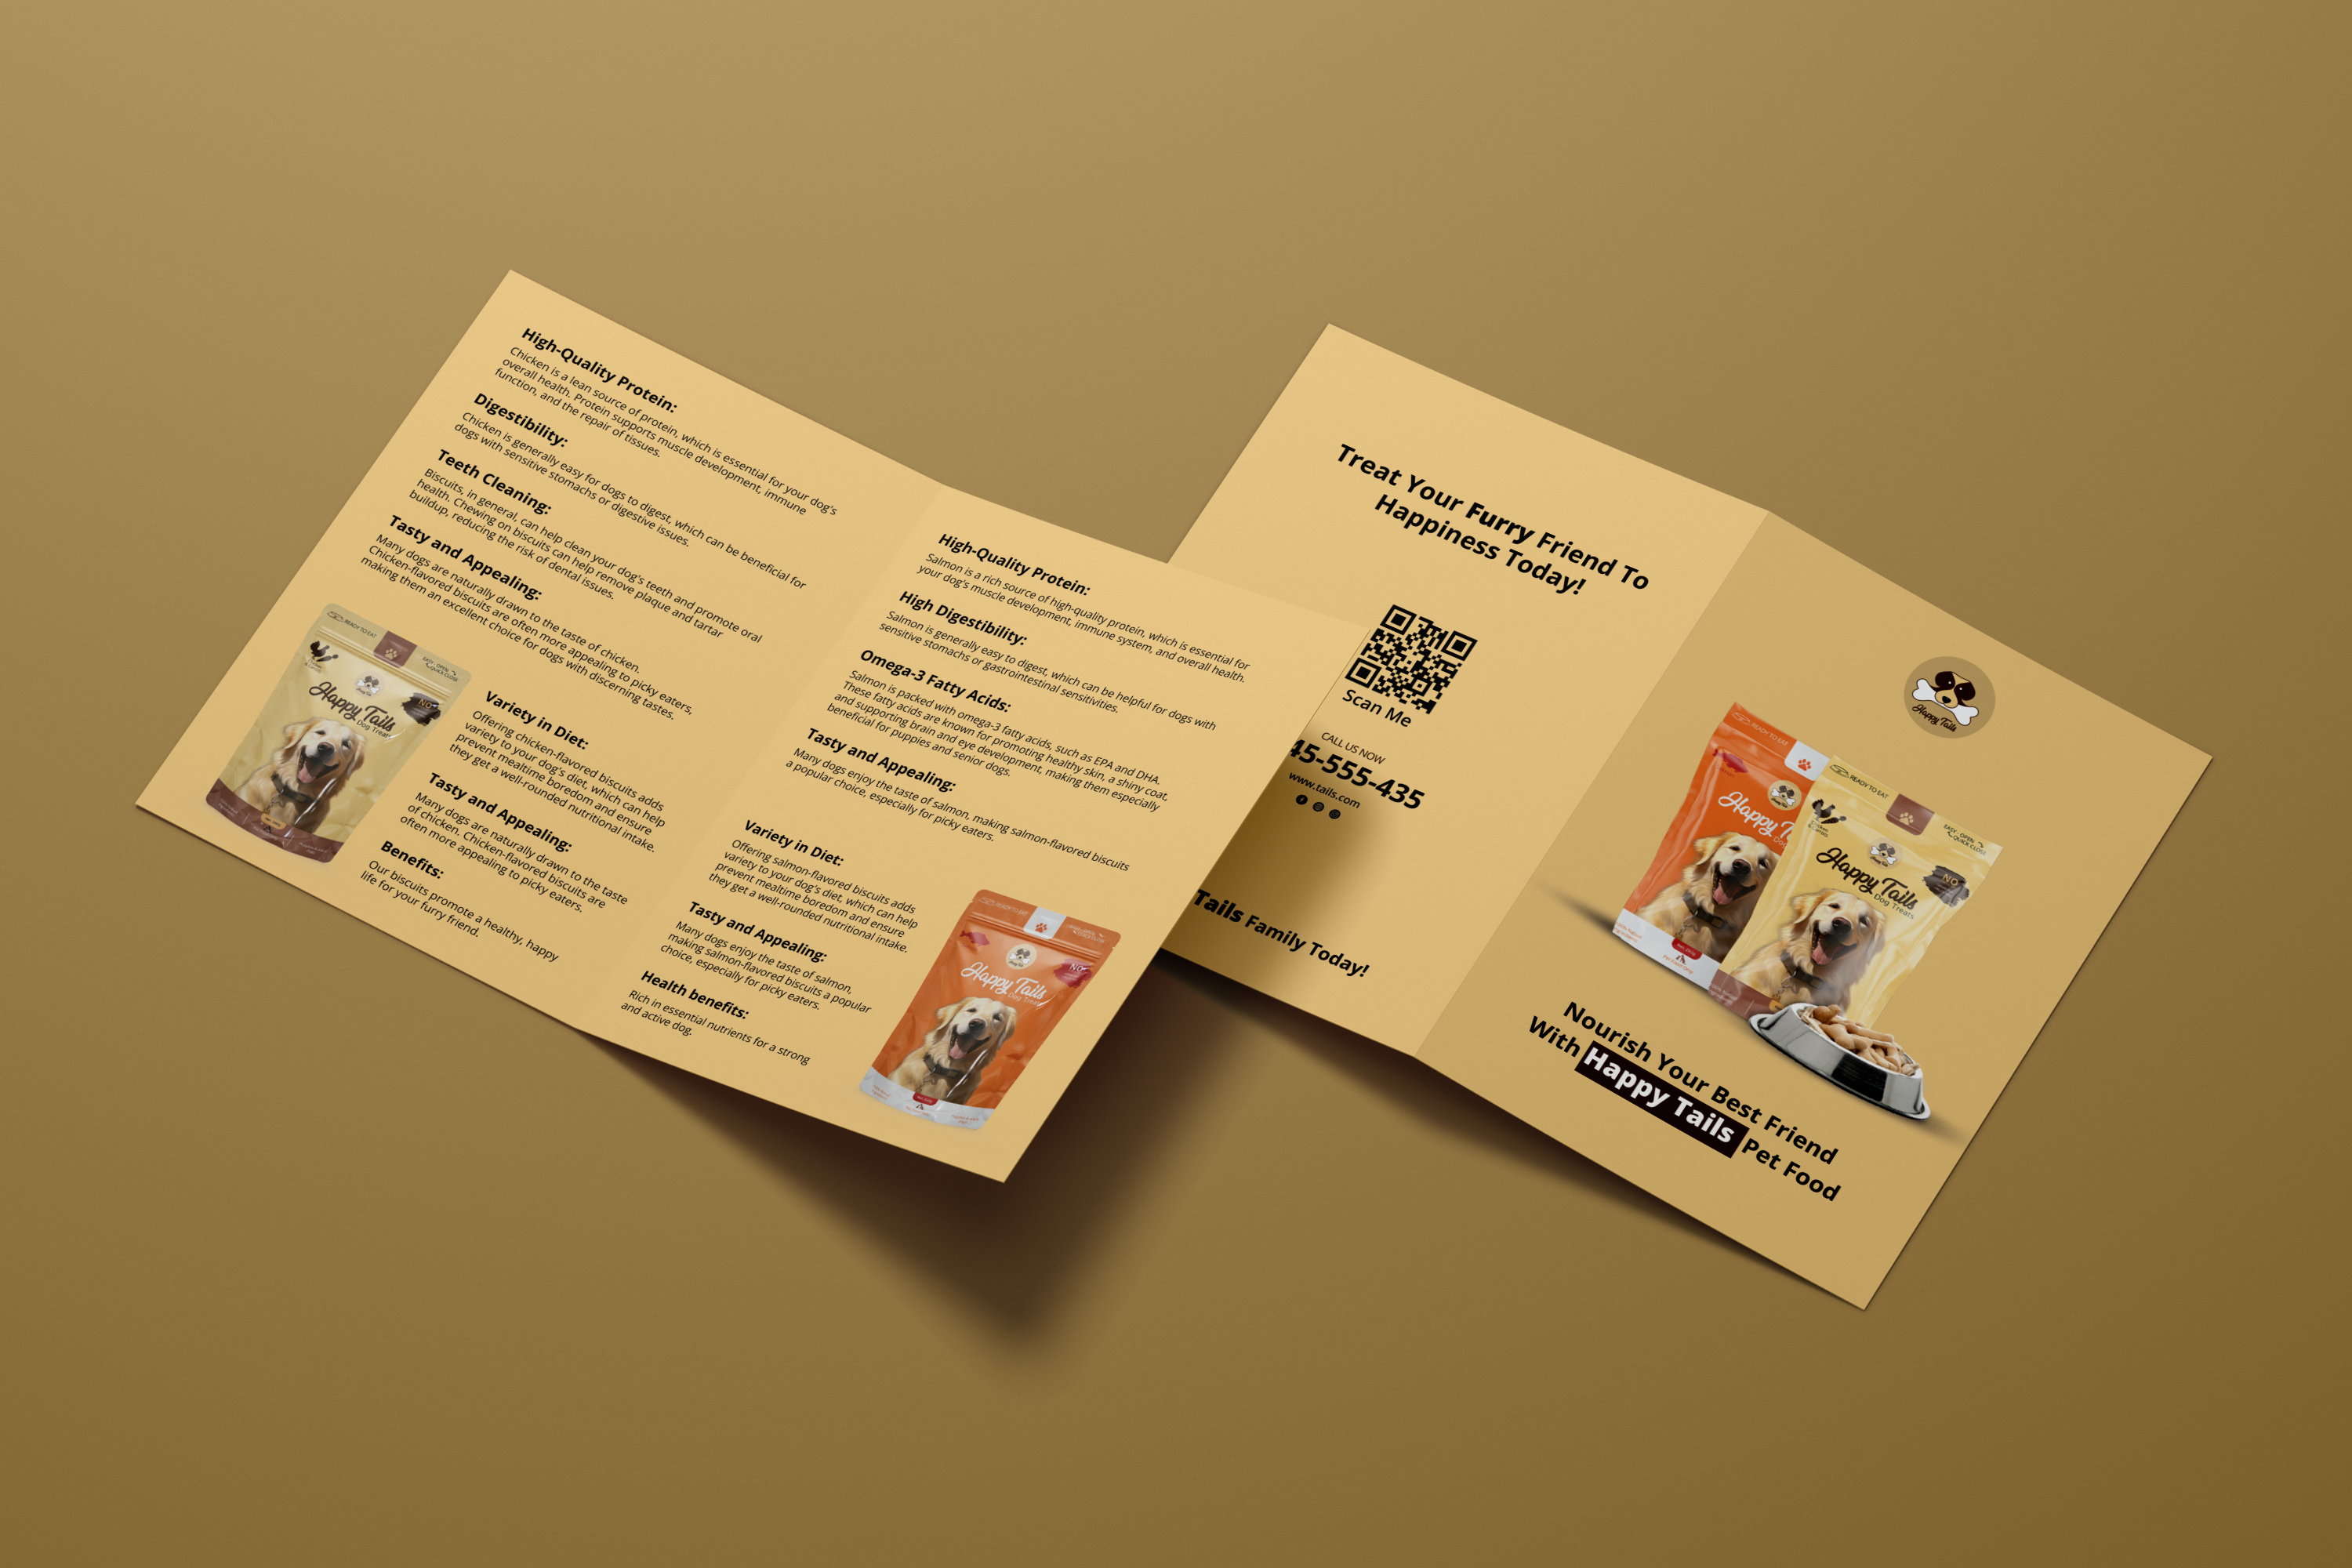 High-Quality Protein:
Chicken is a lean source of protein, which is essential for your dog's
overall health. Protein supports muscle development, immune
function, and the repair of tissues.
Digestibility:
Chicken is generally easy for dogs to digest, which can be beneficial for
dogs with sensitive stomachs or digestive issues.
Teeth Cleaning:
Biscuits, in general, can help clean your dog's teeth and promote oral
health. Chewing on biscuits can help remove plaque and tartar
buildup, reducing the risk of dental issues.
Tasty and Appealing:
Many dogs are naturally drawn to the taste of chicken.
Chicken-flavored biscuits are often more appealing to picky eaters,
making them an excellent choice for dogs with discerning tastes.
READY TO EAT
EASY-OPEN
QUICK CLOSE
NO
Happy Tails
Dog Treats
Variety in Diet:
Offering chicken-flavored biscuits adds
variety to your dog's diet, which can help
prevent mealtime boredom and ensure
they get a well-rounded nutritional intake.
Tasty and Appealing:
Many dogs are naturally drawn to the taste
of chicken. Chicken-flavored biscuits are
often more appealing to picky eaters.
Benefits:
Our biscuits promote a healthy, happy
life for your furry friend.
High-Quality Protein:
Salmon is a rich source of high-quality protein, which is essential for
your dog's muscle development, immune system, and overall health.
High Digestibility:
Salmon is generally easy to digest, which can be helpful for dogs with
sensitive stomachs or gastrointestinal sensitivities.
Omega-3 Fatty Acids:
Salmon is packed with omega-3 fatty acids, such as EPA and DHA.
These fatty acids are known for promoting healthy skin, a shiny coat,
and supporting brain and eye development, making them especially
beneficial for puppies and senior dogs.
Tasty and Appealing:
Many dogs enjoy the taste of salmon, making salmon-flavored biscuits
a popular choice, especially for picky eaters.
Variety in Diet:
Offering salmon-flavored biscuits adds
variety to your dog's diet, which can help
prevent mealtime boredom and ensure
they get a well-rounded nutritional intake.
Tasty and Appealing:
Many dogs enjoy the taste of salmon,
making salmon-flavored biscuits a popular
choice, especially for picky eaters.
Health benefits:
Rich in essential nutrients for a strong
and active dog.
READY TO EAT
NO
Happy Tails
Dog Treats
Treat Your Furry Friend To
Happiness Today!
Scan Me
CALL US NOW
45-555-435
www.tails.com
Tails Family Today!
Happy Tails
READY TO EAT
Happy T
READY TO EAT
EASY-OPEN
QUICK CLOSE
NO
Happy Tails
Dog Treats
Nourish Your Best Friend
With Happy Tails Pet Food